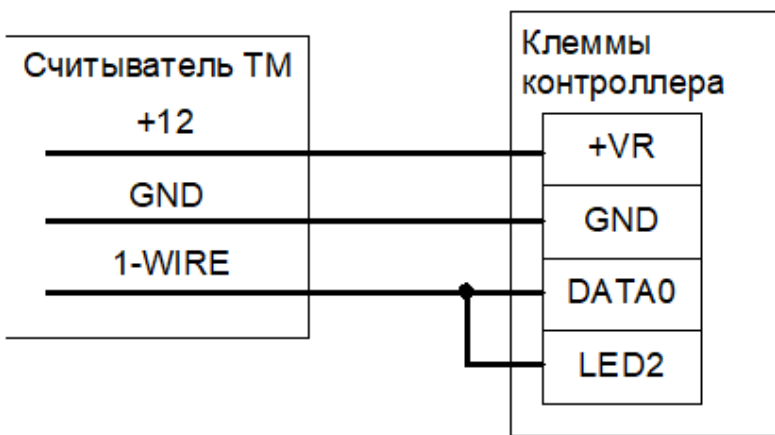 Считыватель ТМ
+12
GND
1-WIRE
Клеммы
контроллера
+VR
GND
DATA0
LED2